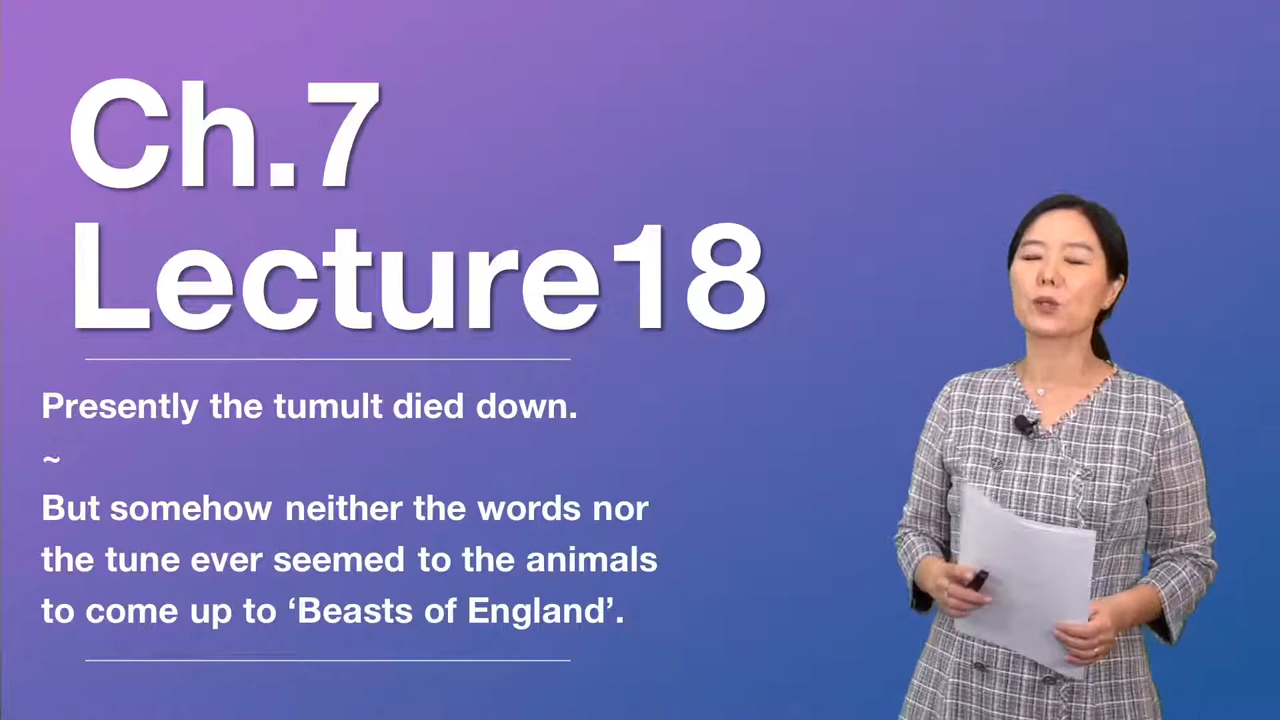 Ch.7
Lecture18
Presently the tumult died down.
~
But somehow neither the words nor
the tune ever seemed to the animals
to come up to ‘Beasts of England’.